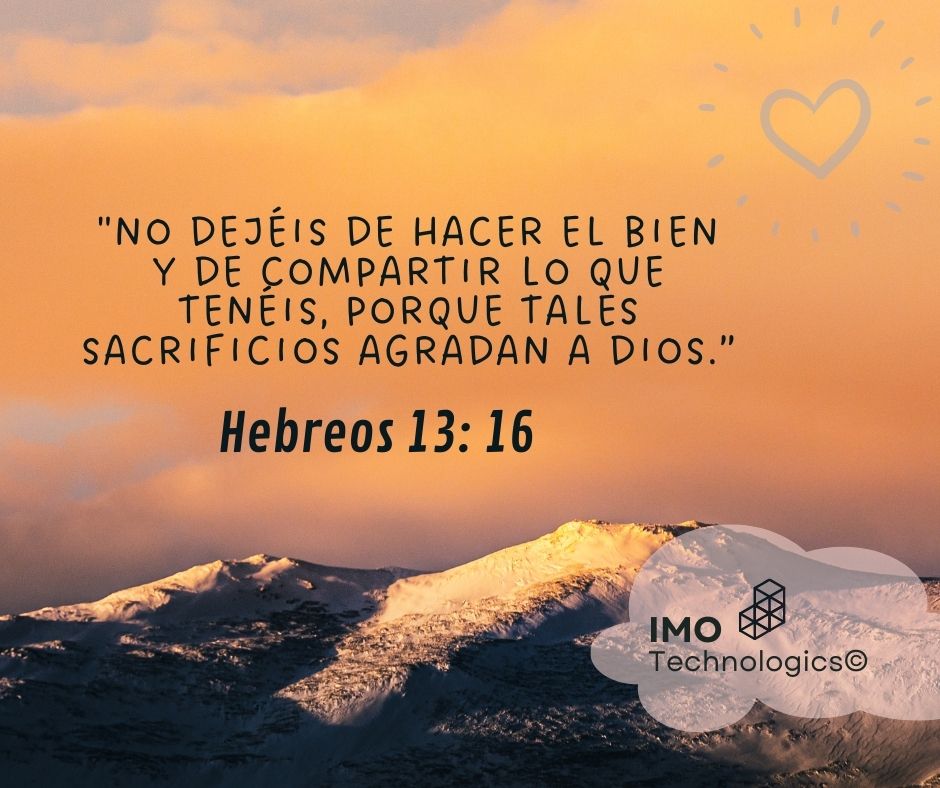 "NO DEJÉIS DE HACER EL BIEN
Y DE COMPARTIR LO QUE
TENÉIS, PORQUE TALES
SACRIFICIOS AGRADAN A DIOS."
Hebreos 13: 16
IMO
Technologics©